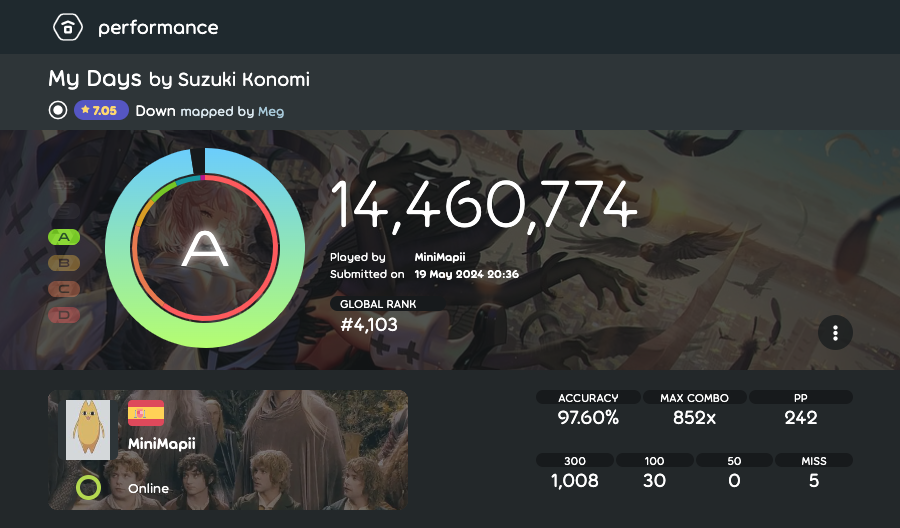 performance
My Days by Suzuki Konomi
7.05 Down mapped by Meg
A
B
C
D
A
14,460,774
Played by MiniMapii
Submitted on 19 May 2024 20:36
GLOBAL RANK
#4,103
MiniMapii
Online
ACCURACY MAX COMBO PP
97.60% 852x 242
300 100 50 MISS
1,008 30 0 5